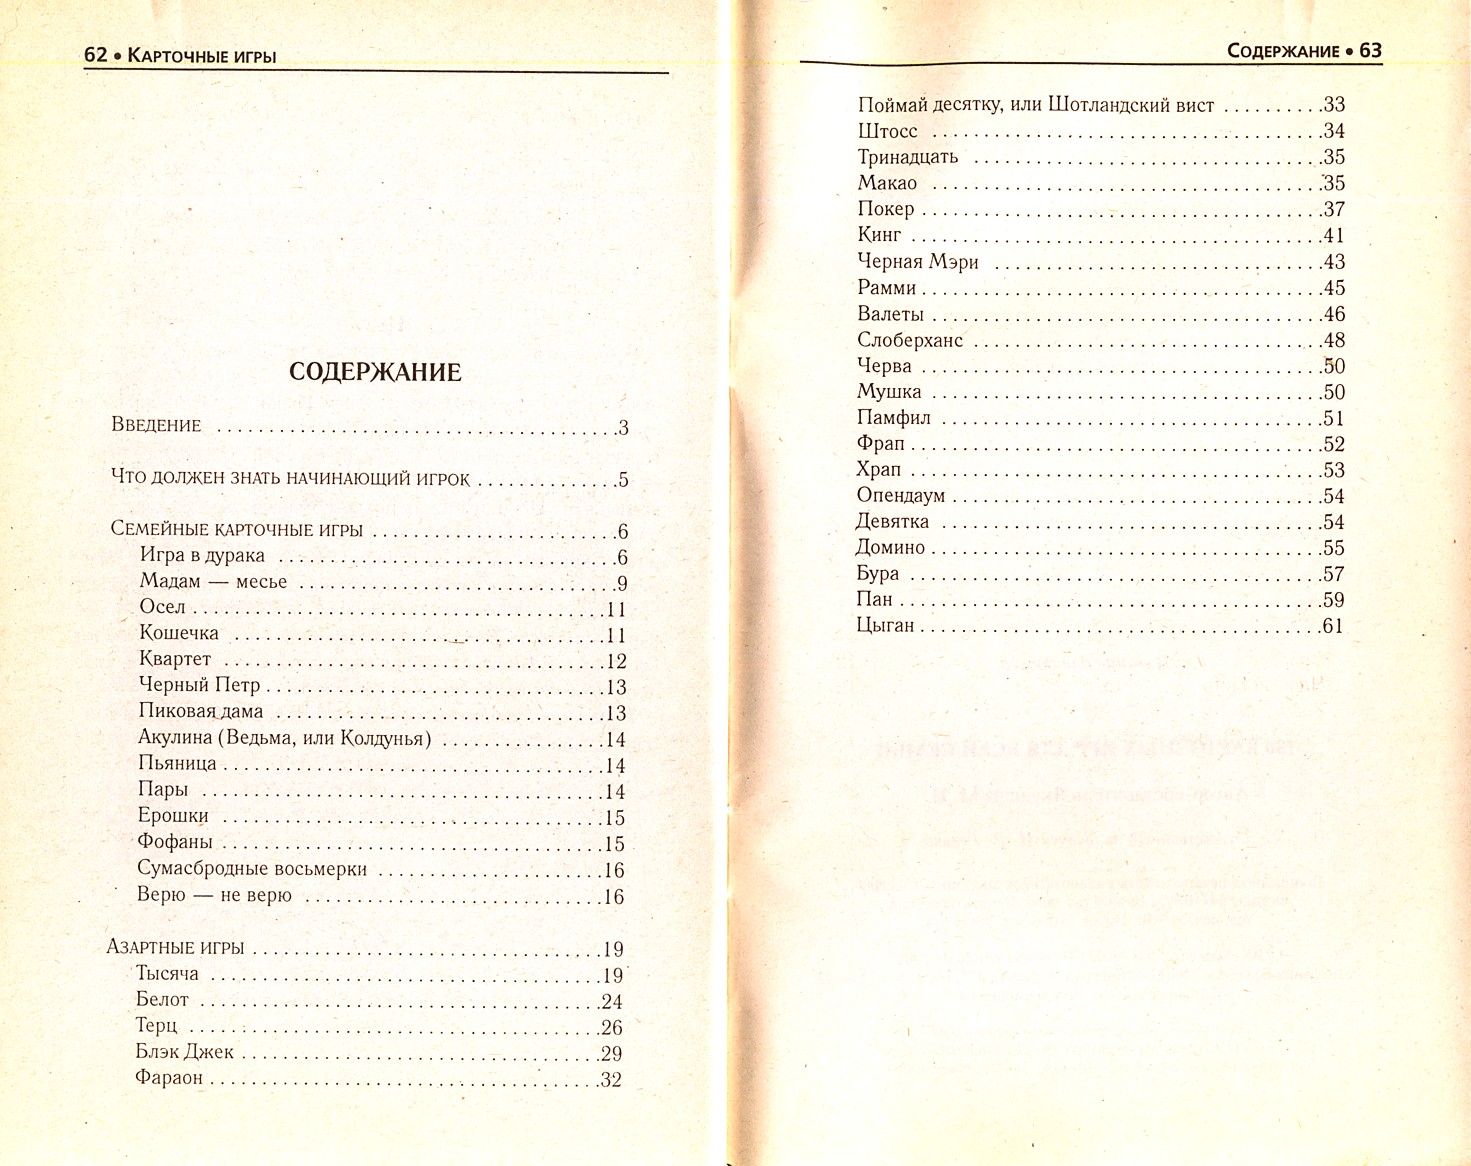 62 • Карточные игры
СОДЕРЖАНИЕ
Введение ..... 3
Что должен знать начинающий игрок ..... 5
Семейные карточные игры ..... 6
Игра в дурака ..... 6
Мадам — месье ..... 9
Осел ..... 11
Кошечка ..... 11
Квартет ..... 12
Черный Петр ..... 13
Пиковая дама ..... 13
Акулина (Ведьма, или Колдунья) ..... 14
Пьяница ..... 14
Пары ..... 14
Ерошки ..... 15
Фофаны ..... 15
Сумасбродные восьмерки ..... 16
Верю — не верю ..... 16
Азартные игры ..... 19
Тысяча ..... 19
Белот ..... 24
Терц ..... 26
Блэк Джек ..... 29
Фараон ..... 32
Содержание • 63
Поймай десятку, или Шотландский вист ..... 33
Штосс ..... 34
Тринадцать ..... 35
Макао ..... 35
Покер ..... 37
Кинг ..... 41
Черная Мэри ..... 43
Рамми ..... 45
Валеты ..... 46
Слоберханс ..... 48
Черва ..... 50
Мушка ..... 50
Памфил ..... 51
Фрап ..... 52
Храп ..... 53
Опендаум ..... 54
Девятка ..... 54
Домино ..... 55
Бура ..... 57
Пан ..... 59
Цыган ..... 61